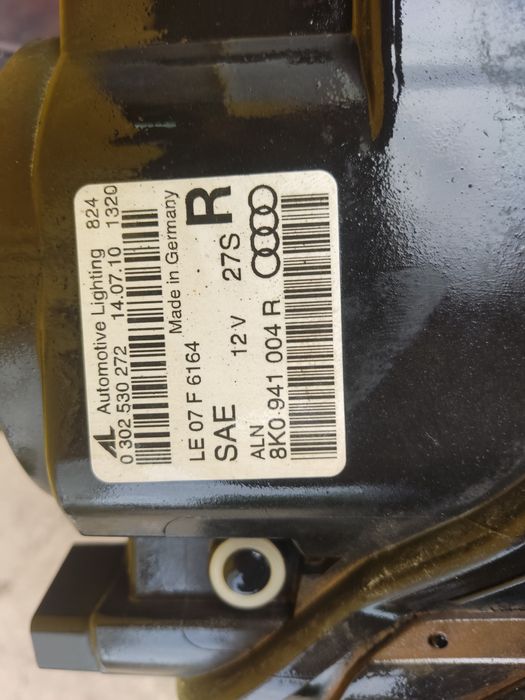 AL Automotive Lighting 824
0 302 530 272 14.07.10 1320
Made in Germany
LE 07 F 6164 R
SAE 12 V 27S
ALN
8K0.941 004 R